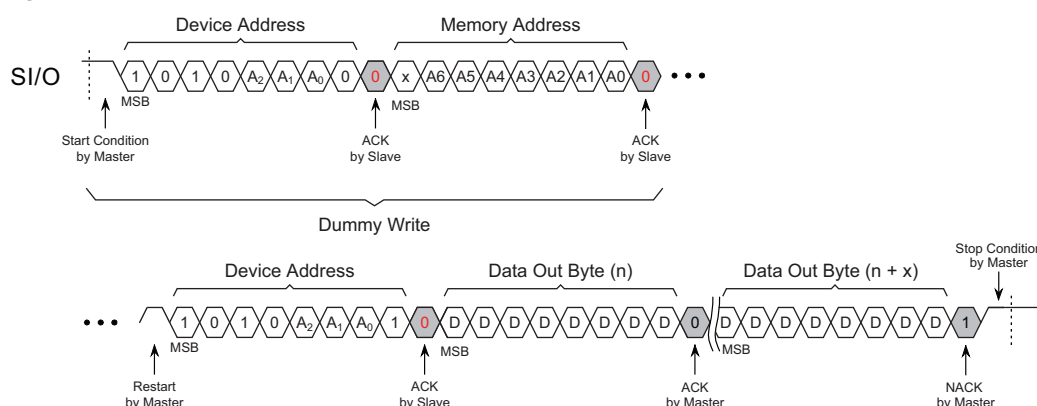 Device Address Memory Address
SI/O 1 0 1 0 A2 A1 A0 0 0 x A6 A5 A4 A3 A2 A1 A0 0
MSB MSB
Start Condition
by Master
ACK
by Slave
ACK
by Slave
Dummy Write
Stop Condition
by Master
Device Address Data Out Byte (n) Data Out Byte (n + x)
1 0 1 0 A2 A1 A0 1 0 D D D D D D D D 0 D D D D D D D D 1
MSB MSB MSB
Restart
by Master
ACK
by Slave
ACK
by Master
NACK
by Master